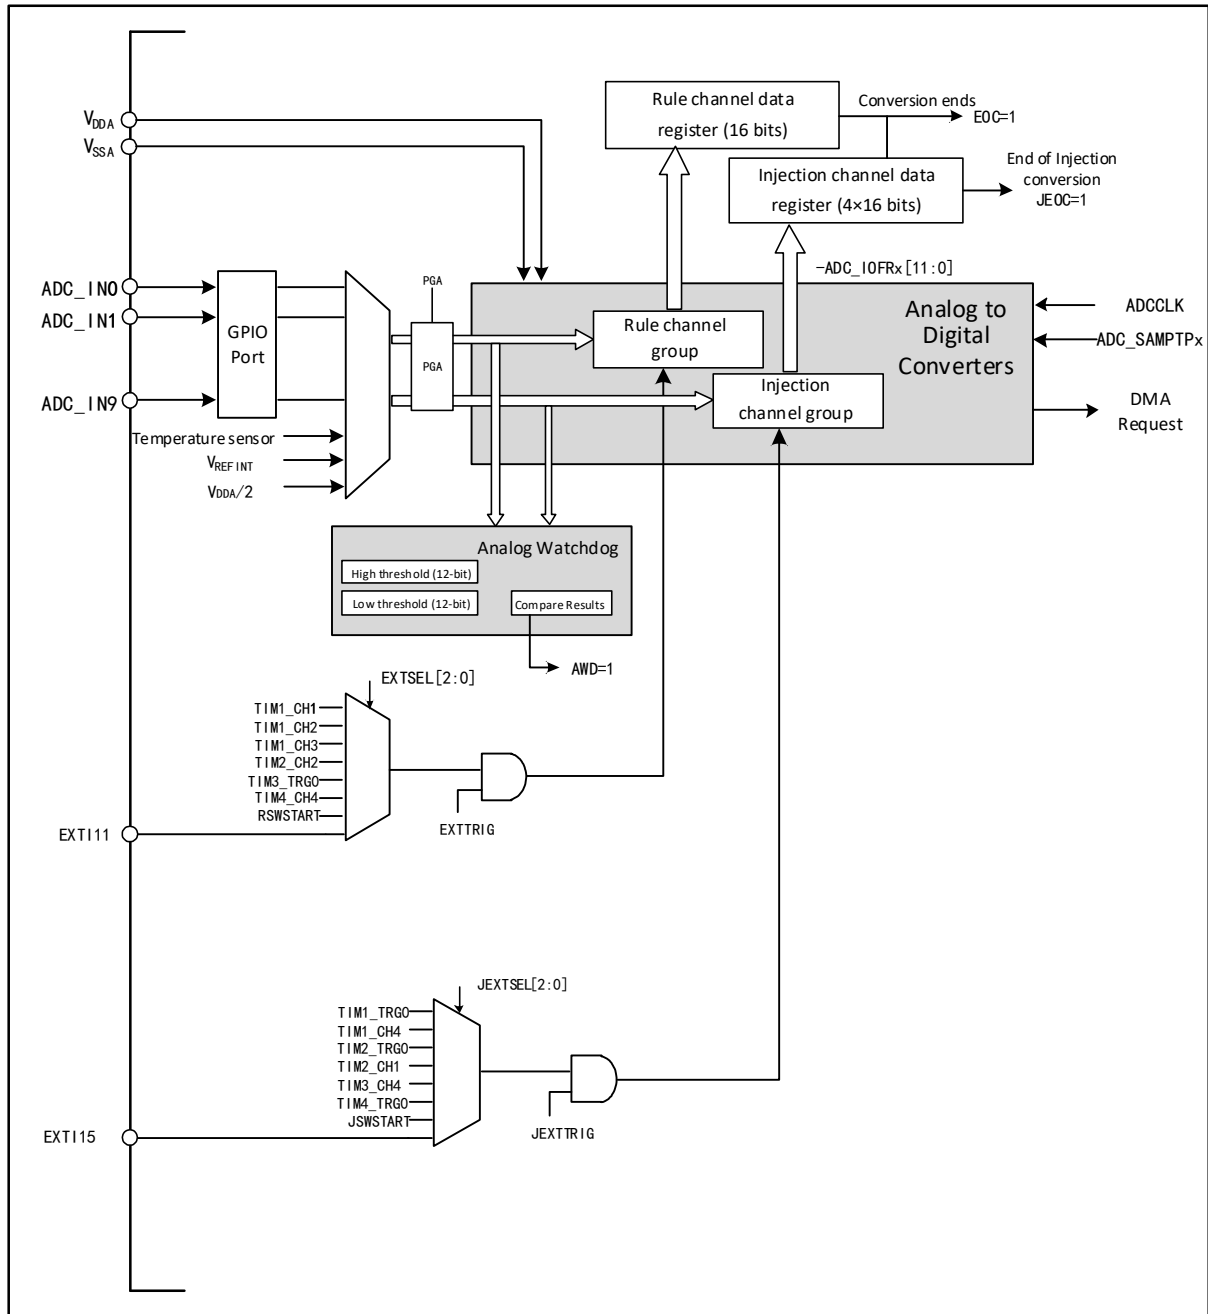 Rule channel data
register (16 bits)
Conversion ends
EOC=1
V_DDA
V_SSA
Injection channel data
register (4×16 bits)
End of Injection
conversion
JEOC=1
-ADC_IOFRx[11:0]
ADC_IN0
ADC_IN1
ADC_IN9
GPIO
Port
PGA
PGA
Rule channel
group
Injection
channel group
Analog to
Digital
Converters
ADCCLK
ADC_SAMPTPx
DMA
Request
Temperature sensor
V_REFINT
V_DDA/2
Analog Watchdog
High threshold (12-bit)
Low threshold (12-bit)
Compare Results
AWD=1
EXTSEL[2:0]
TIM1_CH1
TIM1_CH2
TIM1_CH3
TIM2_CH2
TIM3_TRGO
TIM4_CH4
RSWSTART
EXTI11
EXTTRIG
JEXTSEL[2:0]
TIM1_TRGO
TIM1_CH4
TIM2_TRGO
TIM2_CH1
TIM3_CH4
TIM4_TRGO
JSWSTART
EXTI15
JEXTTRIG